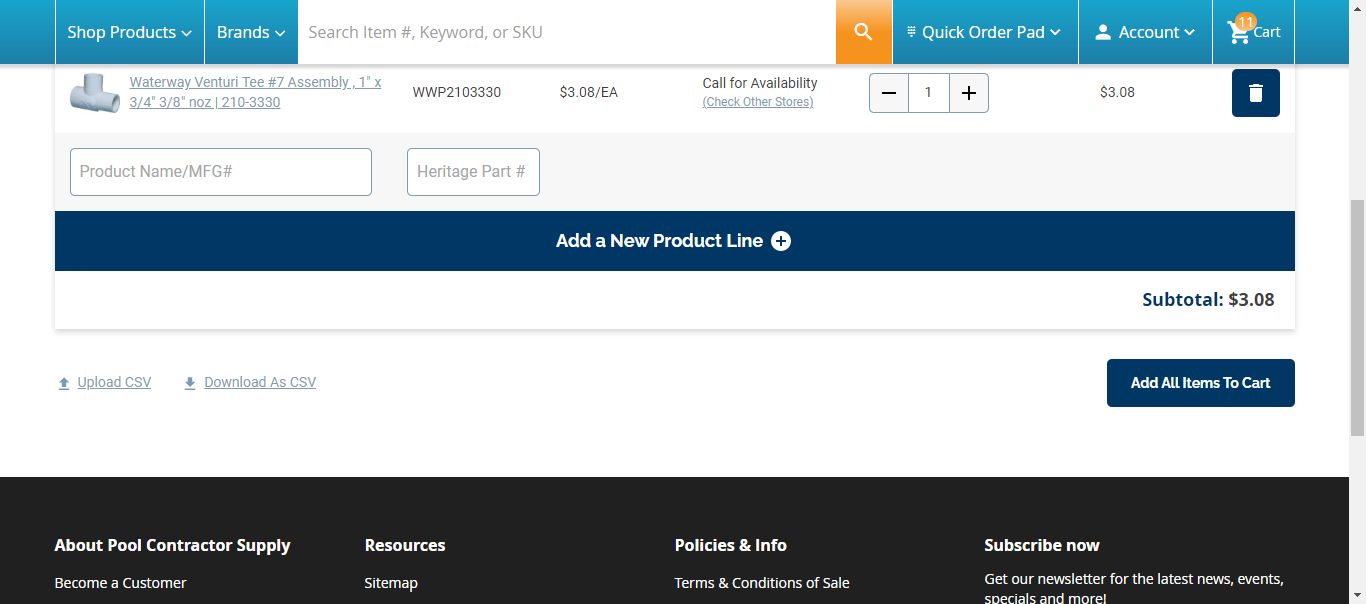 Shop Products
Brands
Search Item #, Keyword, or SKU
Quick Order Pad
Account
11
Cart
Waterway Venturi Tee #7 Assembly , 1" x
3/4" 3/8" noz | 210-3330
WWP2103330
$3.08/EA
Call for Availability
(Check Other Stores)
1
$3.08
Product Name/MFG#
Heritage Part #
Add a New Product Line
Subtotal: $3.08
Upload CSV
Download As CSV
Add All Items To Cart
About Pool Contractor Supply
Become a Customer
Resources
Sitemap
Policies & Info
Terms & Conditions of Sale
Subscribe now
Get our newsletter for the latest news, events,
specials and more!